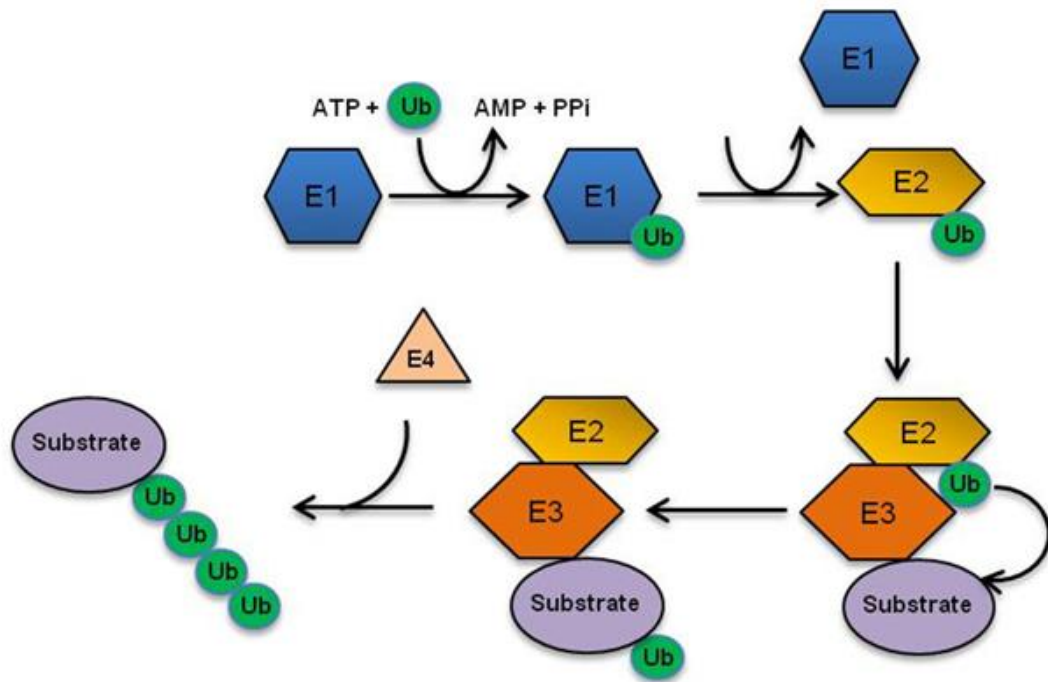 E1
ATP + Ub AMP + PPi
E1 E1 E2
Ub Ub
E4
Substrate E2 E2
Ub E3 E3 Ub
Ub
Ub
Ub Substrate Substrate
Ub